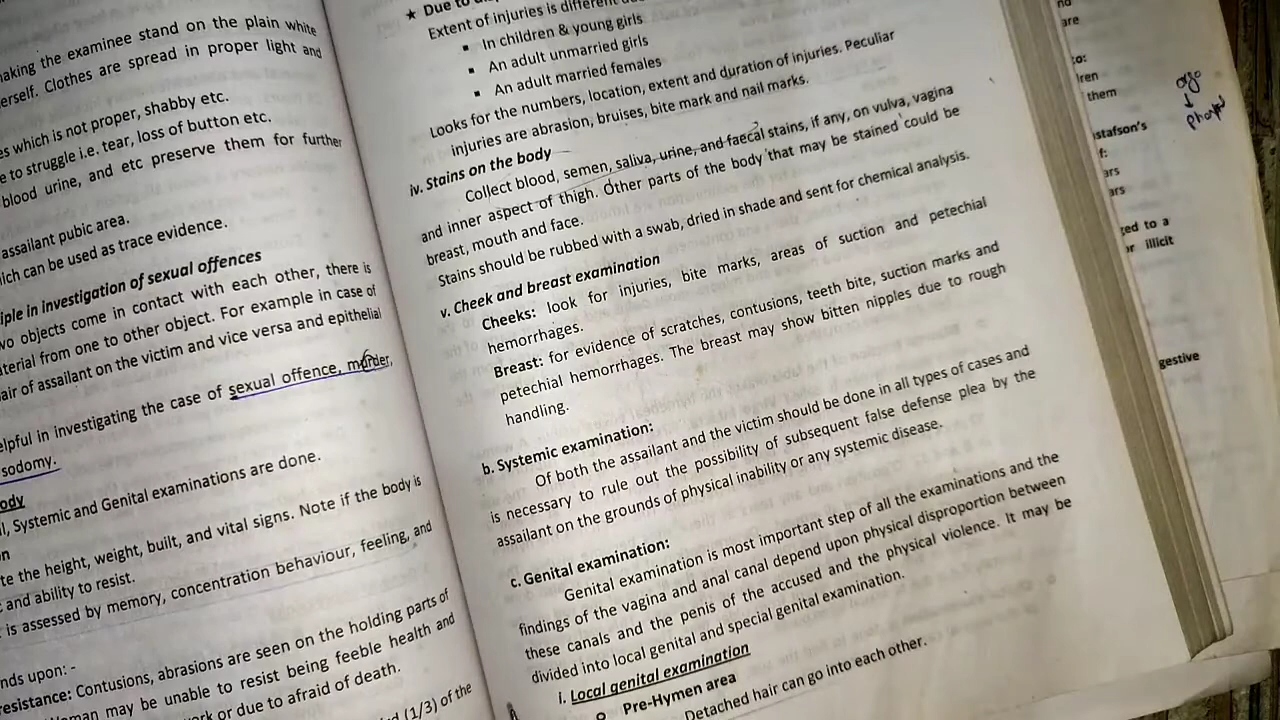 aking the examinee stand on the plain white
erself. Clothes are spread in proper light and
es which is not proper, shabby etc.
e to struggle i.e. tear, loss of button etc.
blood urine, and etc preserve them for further
assailant pubic area.
ich can be used as trace evidence.
iple in investigation of sexual offences
wo objects come in contact with each other, there is
aterial from one to other object. For example in case of
air of assailant on the victim and vice versa and epithelial
elpful in investigating the case of sexual offence, murder,
sodomy.
ody
l, Systemic and Genital examinations are done.
n
te the height, weight, built, and vital signs. Note if the body is
and ability to resist.
is assessed by memory, concentration behaviour, feeling, and
nds upon: -
resistance: Contusions, abrasions are seen on the holding parts of
oman may be unable to resist being feeble health and
rk or due to afraid of death.
(1/3) of the
★ Due to
Extent of injuries is different
▪ In children & young girls
▪ An adult unmarried girls
▪ An adult married females
Looks for the numbers, location, extent and duration of injuries. Peculiar
injuries are abrasion, bruises, bite mark and nail marks.
iv. Stains on the body
Collect blood, semen, saliva, urine, and faecal stains, if any, on vulva, vagina
and inner aspect of thigh. Other parts of the body that may be stained could be
breast, mouth and face.
Stains should be rubbed with a swab, dried in shade and sent for chemical analysis.
v. Cheek and breast examination
Cheeks: look for injuries, bite marks, areas of suction and petechial
hemorrhages.
Breast: for evidence of scratches, contusions, teeth bite, suction marks and
petechial hemorrhages. The breast may show bitten nipples due to rough
handling.
b. Systemic examination:
Of both the assailant and the victim should be done in all types of cases and
is necessary to rule out the possibility of subsequent false defense plea by the
assailant on the grounds of physical inability or any systemic disease.
c. Genital examination:
Genital examination is most important step of all the examinations and the
findings of the vagina and anal canal depend upon physical disproportion between
these canals and the penis of the accused and the physical violence. It may be
divided into local genital and special genital examination.
i. Local genital examination
o Pre-Hymen area
Detached hair can go into each other.
no
are
to:
lren
them
stafson's
f:
ars
ars
ged to a
or illicit
gestive